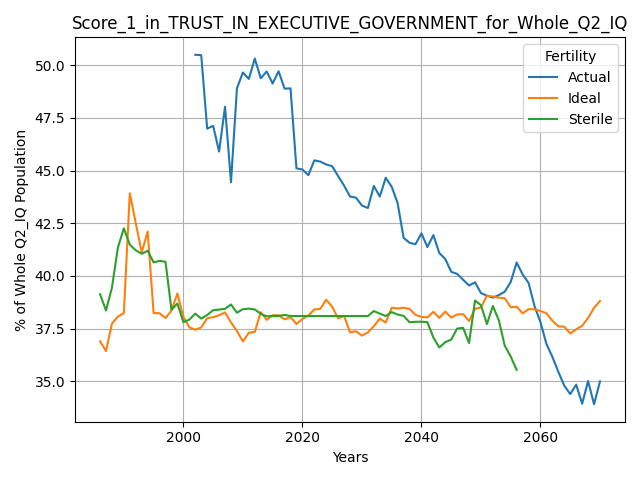 Score_1_in_TRUST_IN_EXECUTIVE_GOVERNMENT_for_Whole_Q2_IQ
Fertility
Actual
Ideal
Sterile
% of Whole Q2_IQ Population
50.0
47.5
45.0
42.5
40.0
37.5
35.0
2000
2020
2040
2060
Years